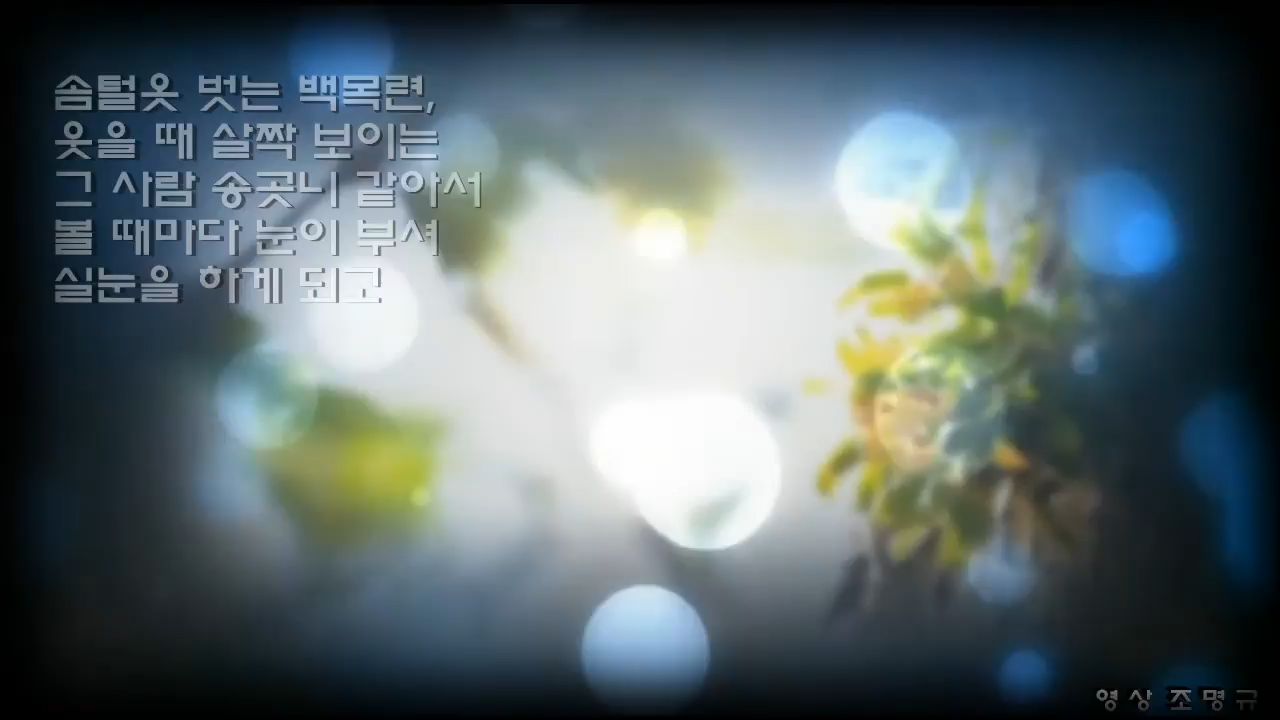 솜털옷 벗는 백목련,
웃을 때 살짝 보이는
그 사람 송곳니 같아서
볼 때마다 눈이 부셔
실눈을 하게 되고
영상 조명규